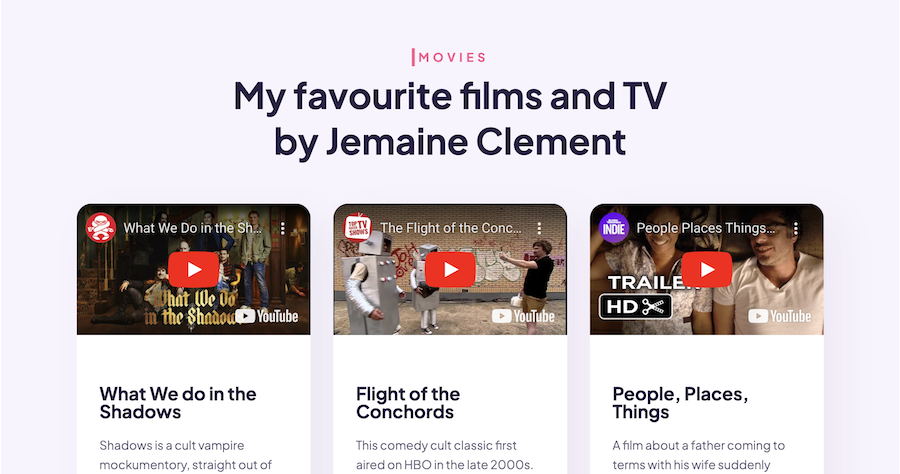 MOVIES
My favourite films and TV
by Jemaine Clement
What We Do in the Sh...
What We Do
in the Shadows
YouTube
TOP
TV
SHOWS
The Flight of the Conc...
YouTube
INDIE
People Places Things...
TRAILER
HD
YouTube
What We do in the
Shadows
Shadows is a cult vampire
mockumentary, straight out of
Flight of the
Conchords
This comedy cult classic first
aired on HBO in the late 2000s.
People, Places,
Things
A film about a father coming to
terms with his wife suddenly